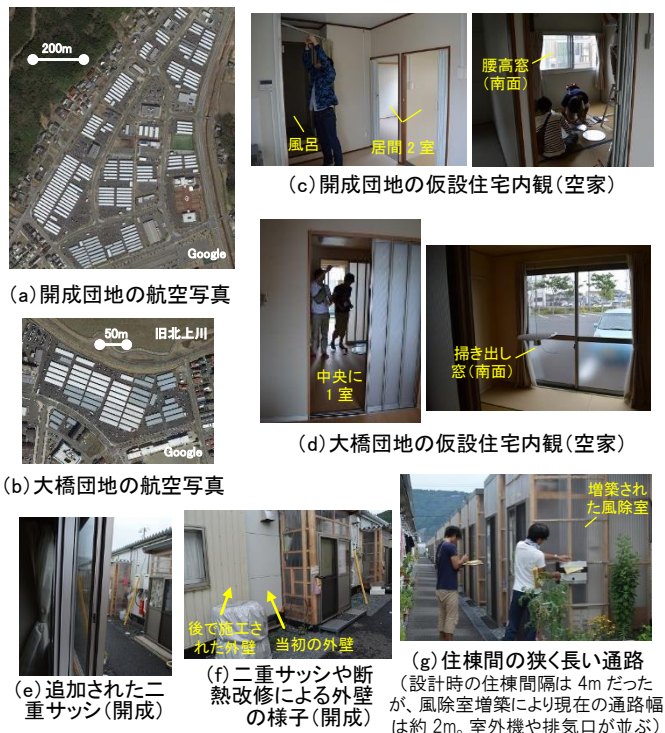 200m
Google
(a)開成団地の航空写真
50m
旧北上川
Google
(b)大橋団地の航空写真
風呂
居間2室
腰高窓
(南面)
(c)開成団地の仮設住宅内観(空家)
中央に
1室
掃き出し
窓(南面)
(d)大橋団地の仮設住宅内観(空家)
(e)追加された二
重サッシ(開成)
後で施工さ
れた外壁
当初の外壁
(f)二重サッシや断
熱改修による外壁
の様子(開成)
増築され
た風除室
(g)住棟間の狭く長い通路
(設計時の住棟間隔は4mだった
が、風除室増築により現在の通路幅
は約2m。室外機や排気口が並ぶ)